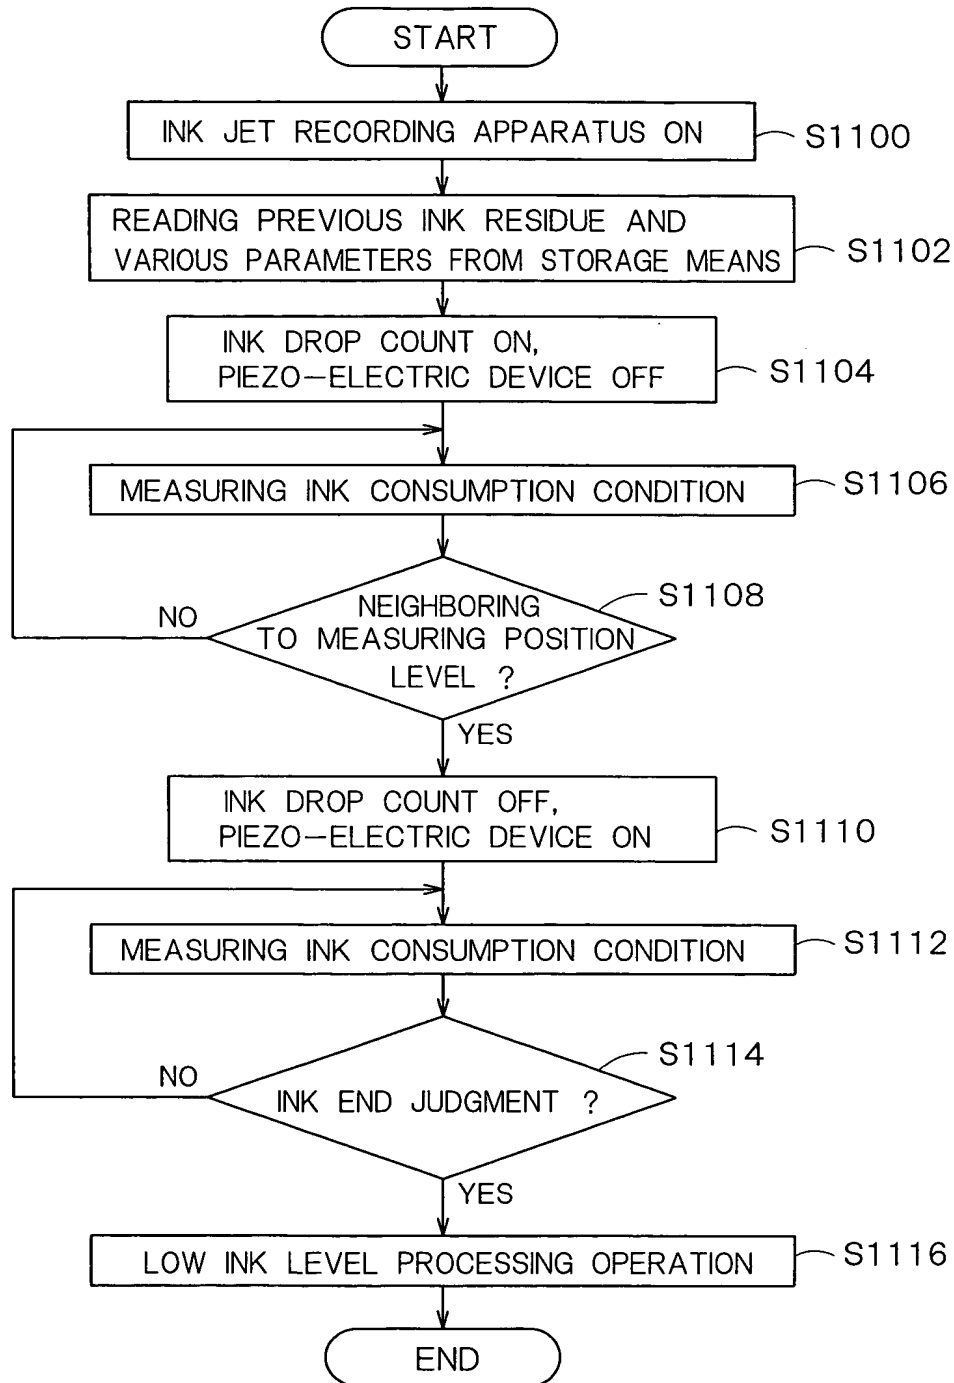 START
INK JET RECORDING APPARATUS ON
S1100
READING PREVIOUS INK RESIDUE AND
VARIOUS PARAMETERS FROM STORAGE MEANS
S1102
INK DROP COUNT ON,
PIEZO-ELECTRIC DEVICE OFF
S1104
MEASURING INK CONSUMPTION CONDITION
S1106
NEIGHBORING
TO MEASURING POSITION
LEVEL ?
S1108
NO
YES
INK DROP COUNT OFF,
PIEZO-ELECTRIC DEVICE ON
S1110
MEASURING INK CONSUMPTION CONDITION
S1112
INK END JUDGMENT ?
S1114
NO
YES
LOW INK LEVEL PROCESSING OPERATION
S1116
END